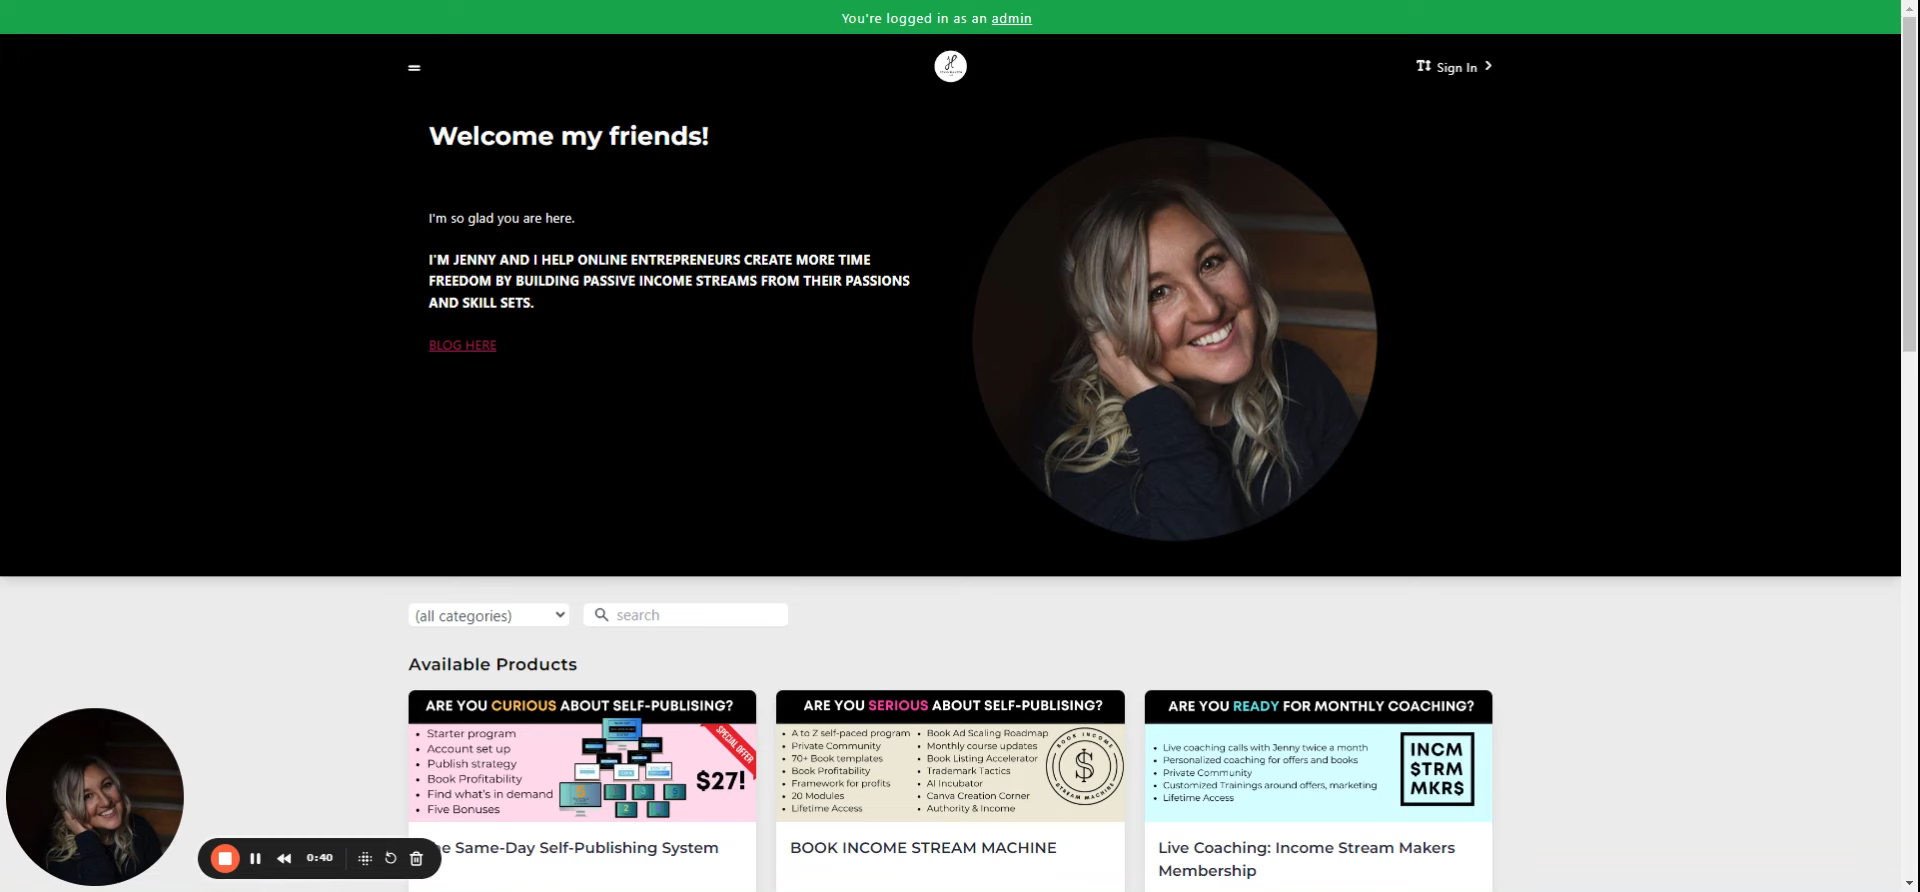 You're logged in as an admin
Sign In
Welcome my friends!
I'm so glad you are here.
I'M JENNY AND I HELP ONLINE ENTREPRENEURS CREATE MORE TIME
FREEDOM BY BUILDING PASSIVE INCOME STREAMS FROM THEIR PASSIONS
AND SKILL SETS.
BLOG HERE
(all categories)
search
Available Products
ARE YOU CURIOUS ABOUT SELF-PUBLISING?
• Starter program
• Account set up
• Publish strategy
• Book Profitability
• Find what's in demand
• Five Bonuses
SPECIAL OFFER
$27!
e Same-Day Self-Publishing System
ARE YOU SERIOUS ABOUT SELF-PUBLISING?
• A to Z self-paced program
• Private Community
• 70+ Book templates
• Book Profitability
• Framework for profits
• 20 Modules
• Lifetime Access
• Book Ad Scaling Roadmap
• Monthly course updates
• Book Listing Accelerator
• Trademark Tactics
• AI Incubator
• Canva Creation Corner
• Authority & Income
BOOK INCOME
$
STREAM MACHINE
BOOK INCOME STREAM MACHINE
ARE YOU READY FOR MONTHLY COACHING?
• Live coaching calls with Jenny twice a month
• Personalized coaching for offers and books
• Private Community
• Customized Trainings around offers, marketing
• Lifetime Access
INCM
$TRM
MKR$
Live Coaching: Income Stream Makers
Membership
0:40